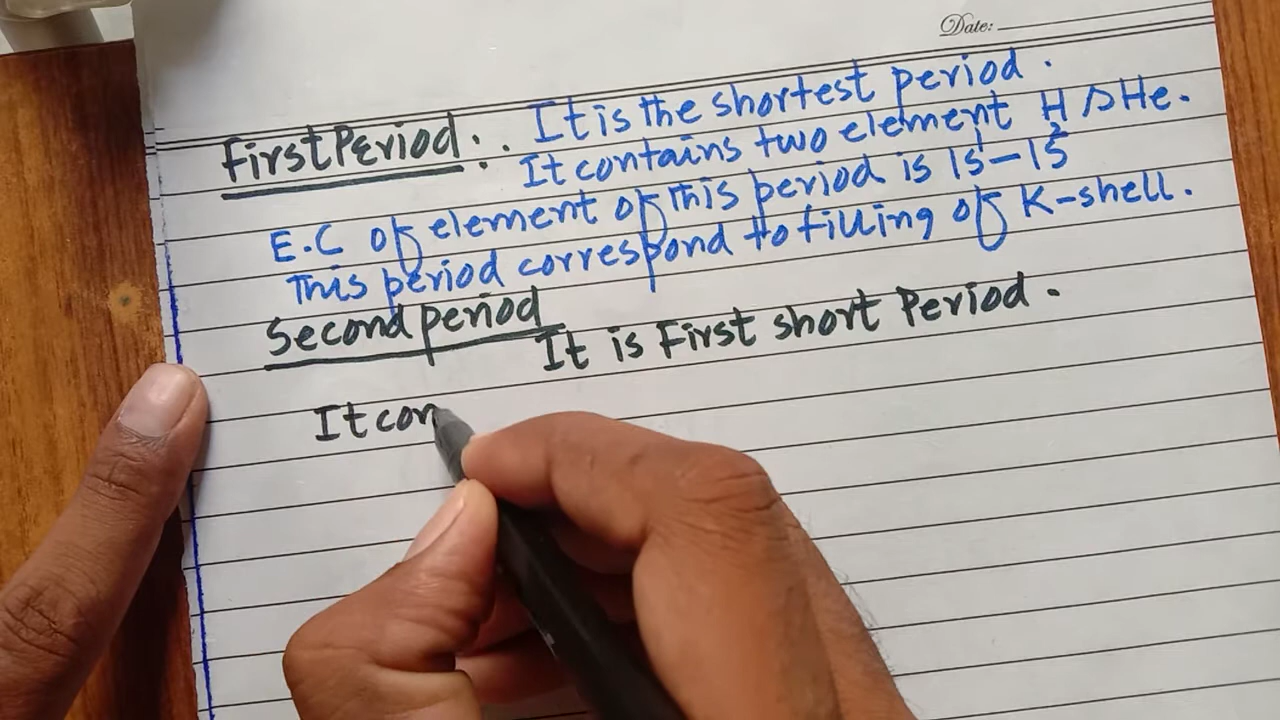 Date:
First Period:. It is the shortest period.
It contains two element H & He.
E.C of element of this period is 1s¹-1s²
This period correspond to filling of K-shell.
Second period It is First short Period.
It con